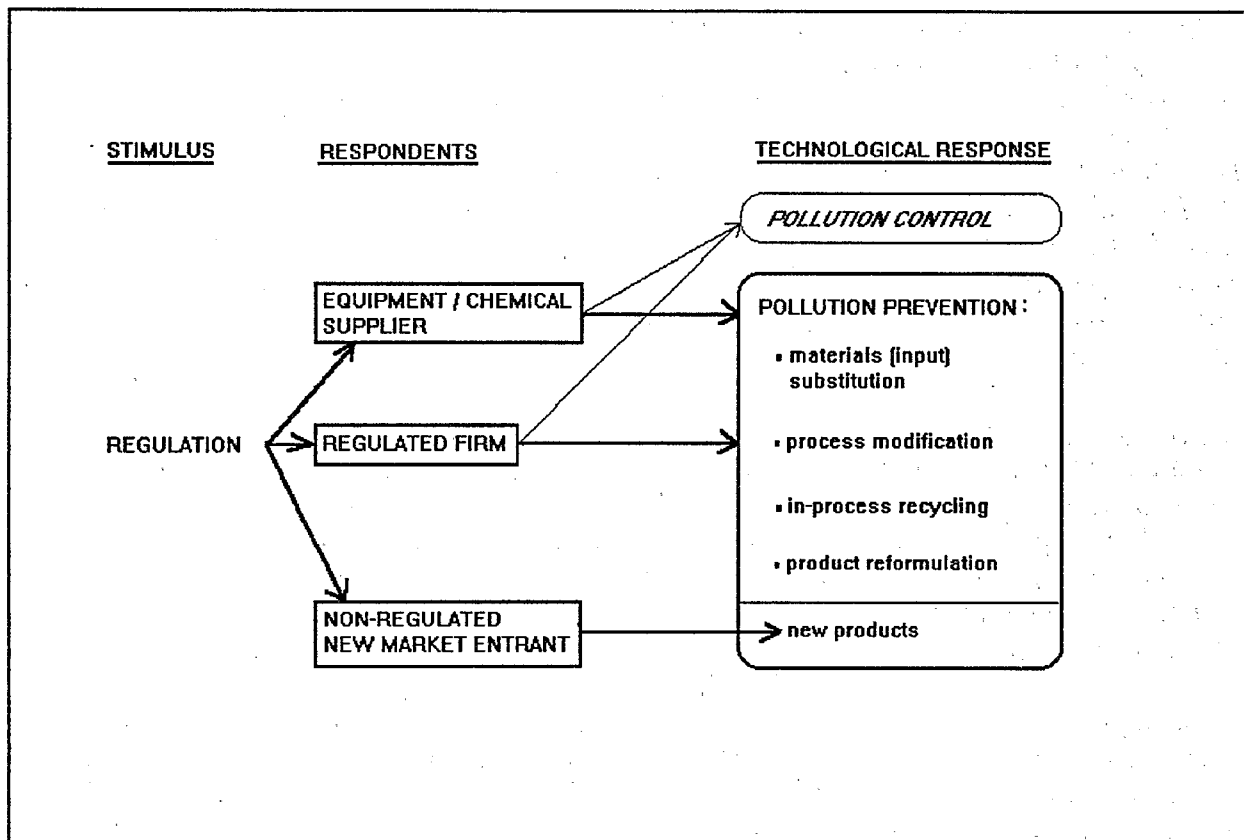 STIMULUS
RESPONDENTS
TECHNOLOGICAL RESPONSE
POLLUTION CONTROL
EQUIPMENT / CHEMICAL
SUPPLIER
POLLUTION PREVENTION :
▪ materials (input)
substitution
REGULATION
REGULATED FIRM
▪ process modification
▪ in-process recycling
▪ product reformulation
NON-REGULATED
NEW MARKET ENTRANT
new products